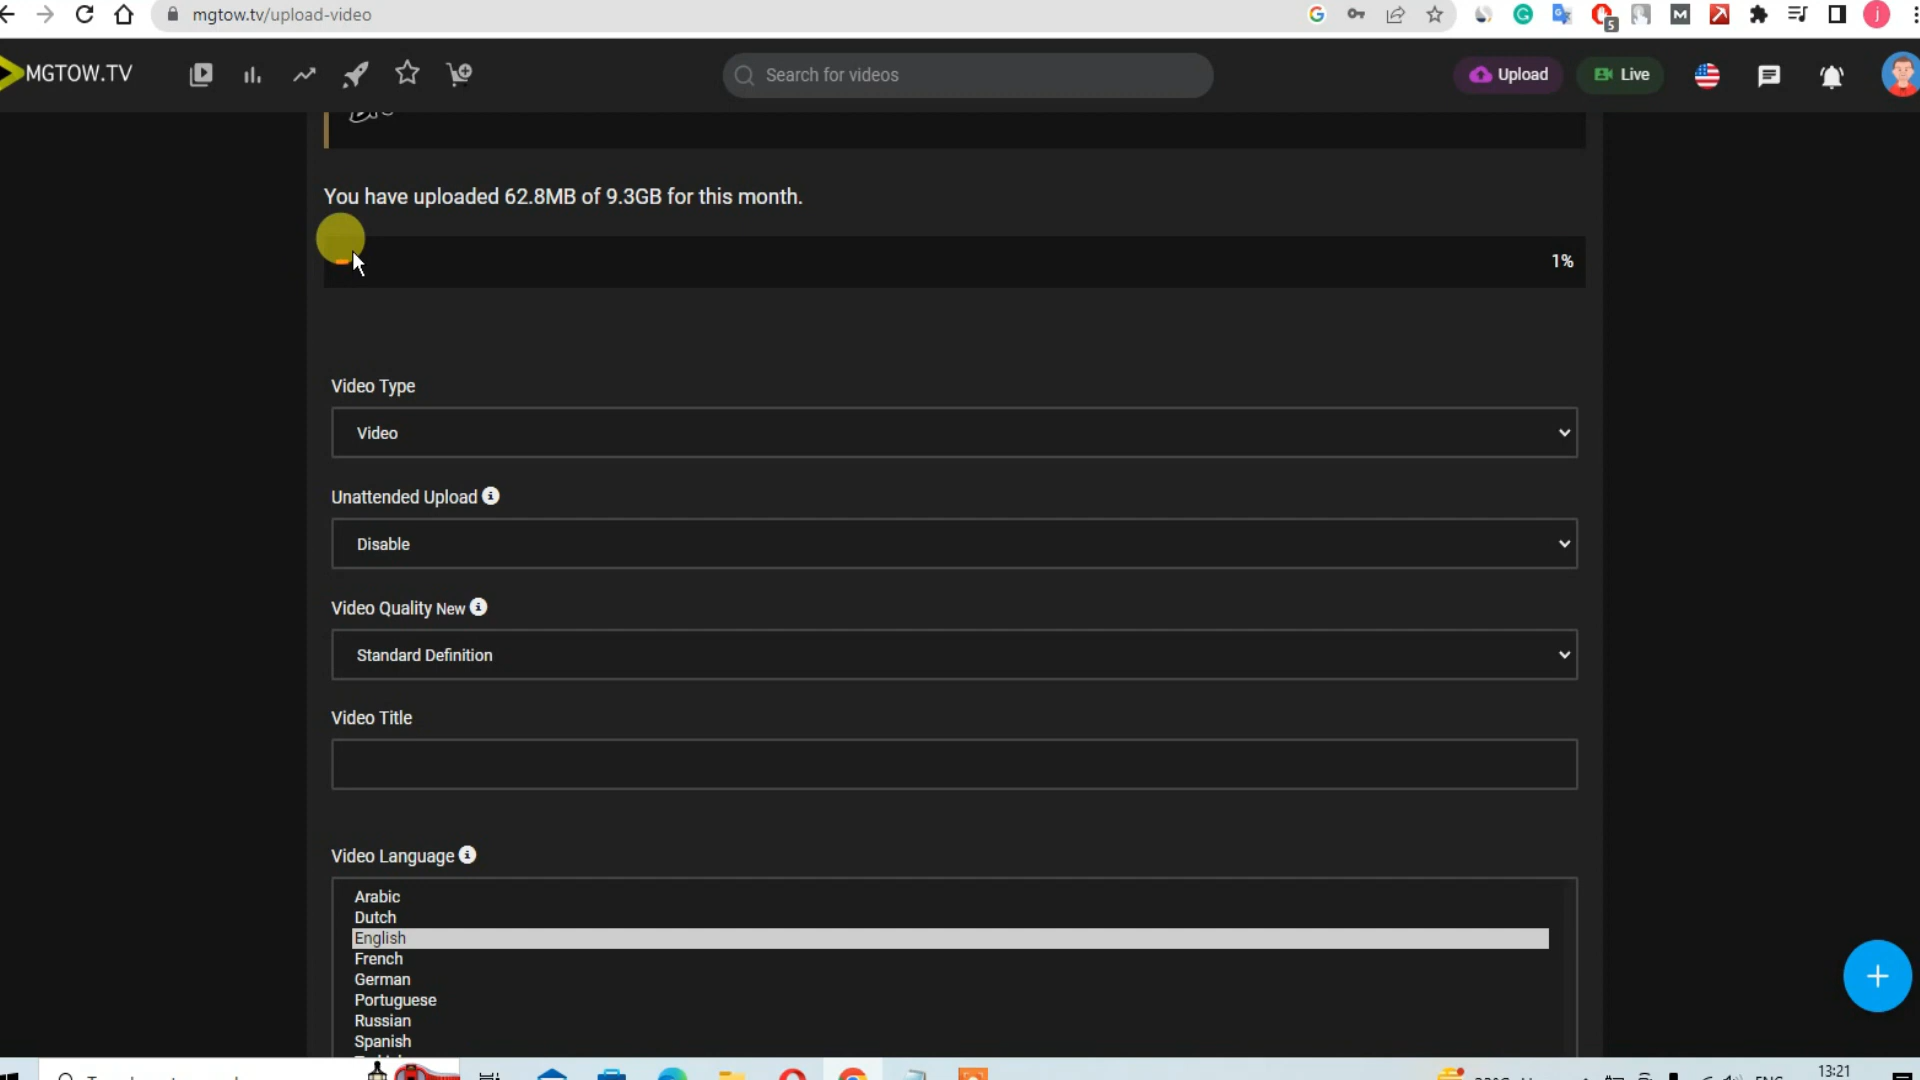 mgtow.tv/upload-video
5
M
j
MGTOW.TV
Search for videos
Upload
Live
You have uploaded 62.8MB of 9.3GB for this month.
1%
Video Type
Video
Unattended Upload
Disable
Video Quality New
Standard Definition
Video Title
Video Language
Arabic
Dutch
English
French
German
Portuguese
Russian
Spanish
13:21